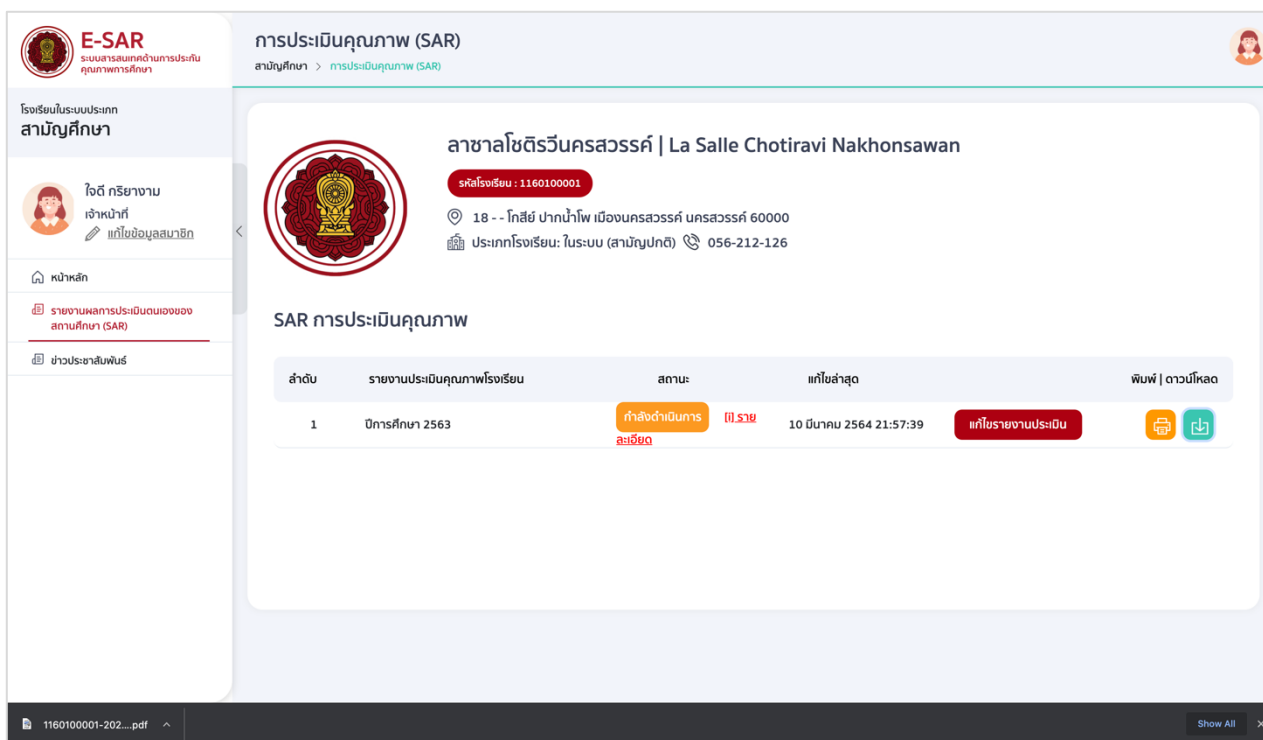 E-SAR
ระบบสารสนเทศด้านการประกัน
คุณภาพการศึกษา
การประเมินคุณภาพ (SAR)
สามัญศึกษา > การประเมินคุณภาพ (SAR)
โรงเรียนในระบบประเภท
สามัญศึกษา
ใจดี กริยางาม
เจ้าหน้าที่
แก้ไขข้อมูลสมาชิก
หน้าหลัก
รายงานผลการประเมินตนเองของ
สถานศึกษา (SAR)
ข่าวประชาสัมพันธ์
ลาซาลโชติรวีนครสวรรค์ | La Salle Chotiravi Nakhonsawan
รหัสโรงเรียน : 1160100001
18 - - โกสีย์ ปากน้ำโพ เมืองนครสวรรค์ นครสวรรค์ 60000
ประเภทโรงเรียน: ในระบบ (สามัญปกติ) 056-212-126
SAR การประเมินคุณภาพ
ลำดับ รายงานประเมินคุณภาพโรงเรียน สถานะ แก้ไขล่าสุด พิมพ์ | ดาวน์โหลด
1 ปีการศึกษา 2563 กำลังดำเนินการ [i] ราย 10 มีนาคม 2564 21:57:39 แก้ไขรายงานประเมิน
ละเอียด
1160100001-202....pdf Show All